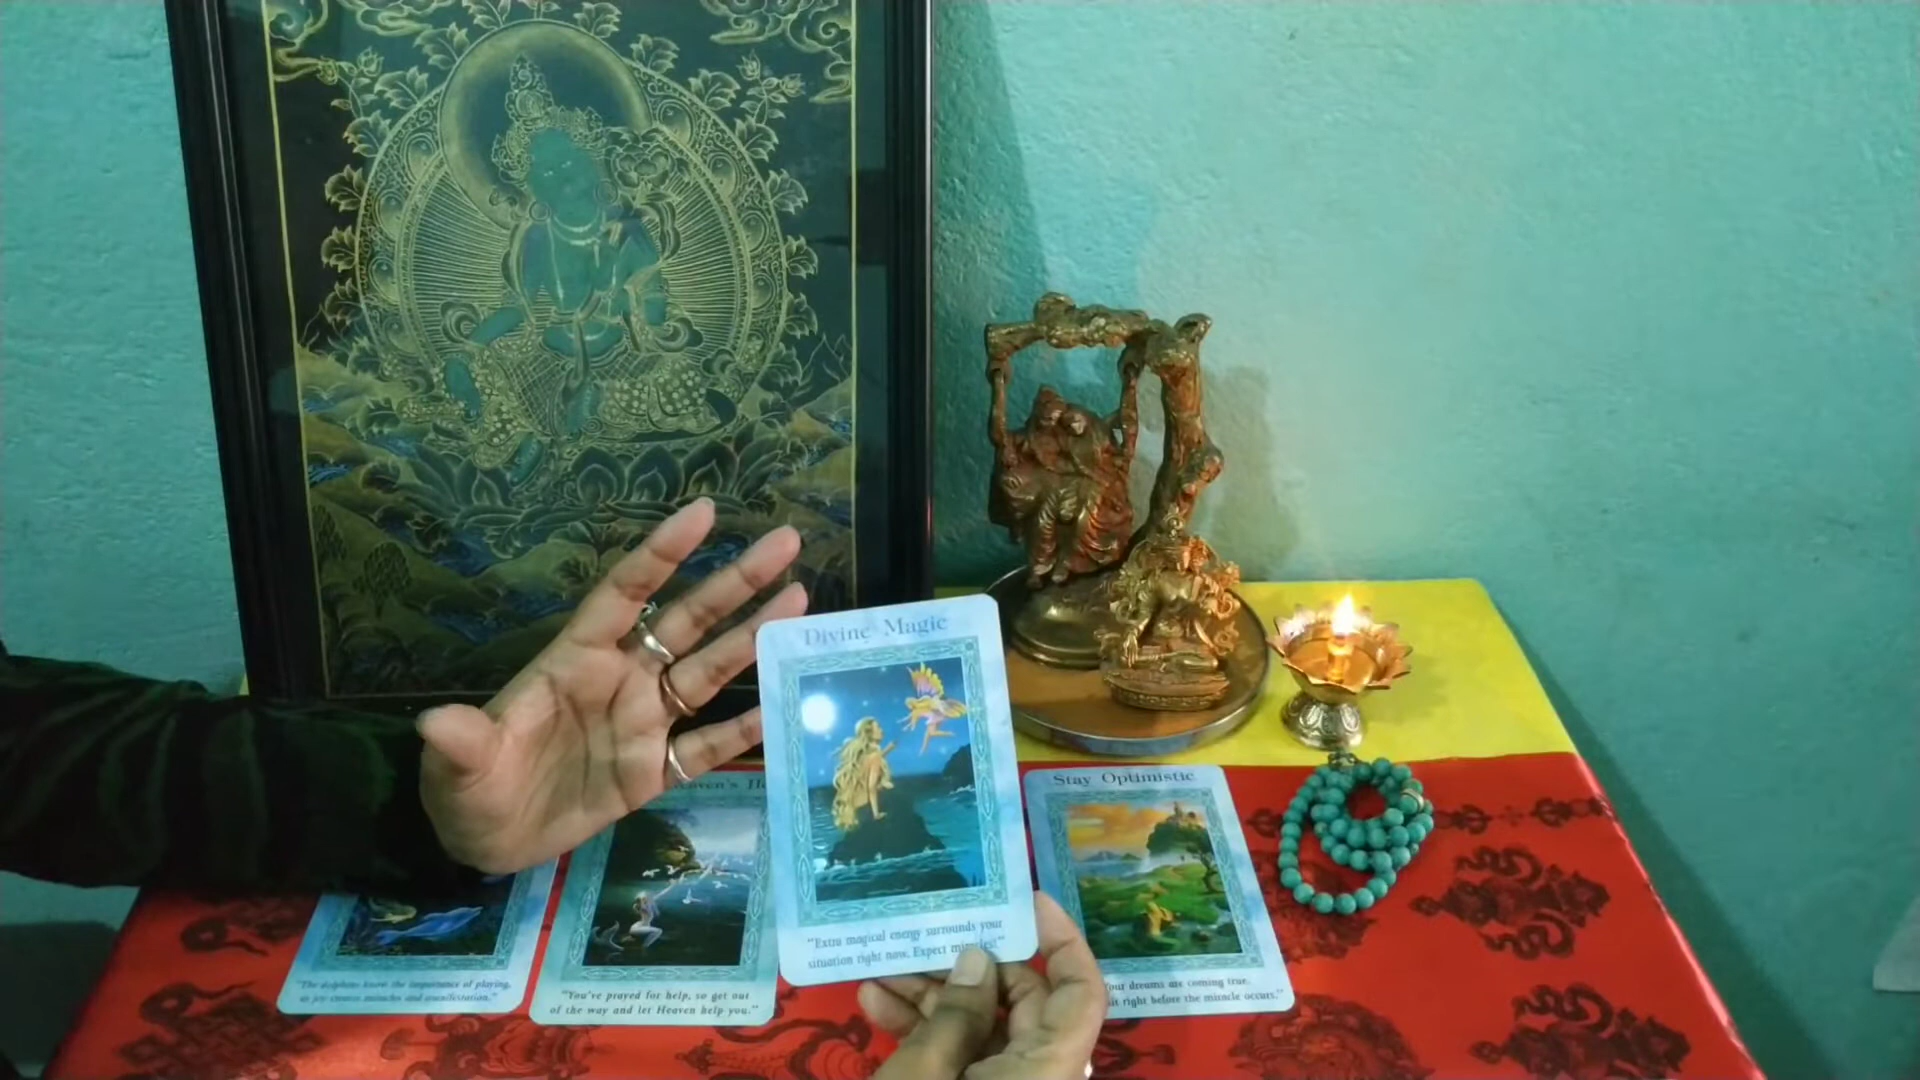 Divine Magic
"Extra magical energy surrounds your
situation right now. Expect miracles!"
Heaven's
"You've prayed for help, so get out
of the way and let Heaven help you."
"The dolphins know the importance of playing,
as joy creates miracles and manifestation."
Stay Optimistic
Your dreams are coming true.
right before the miracle occurs."